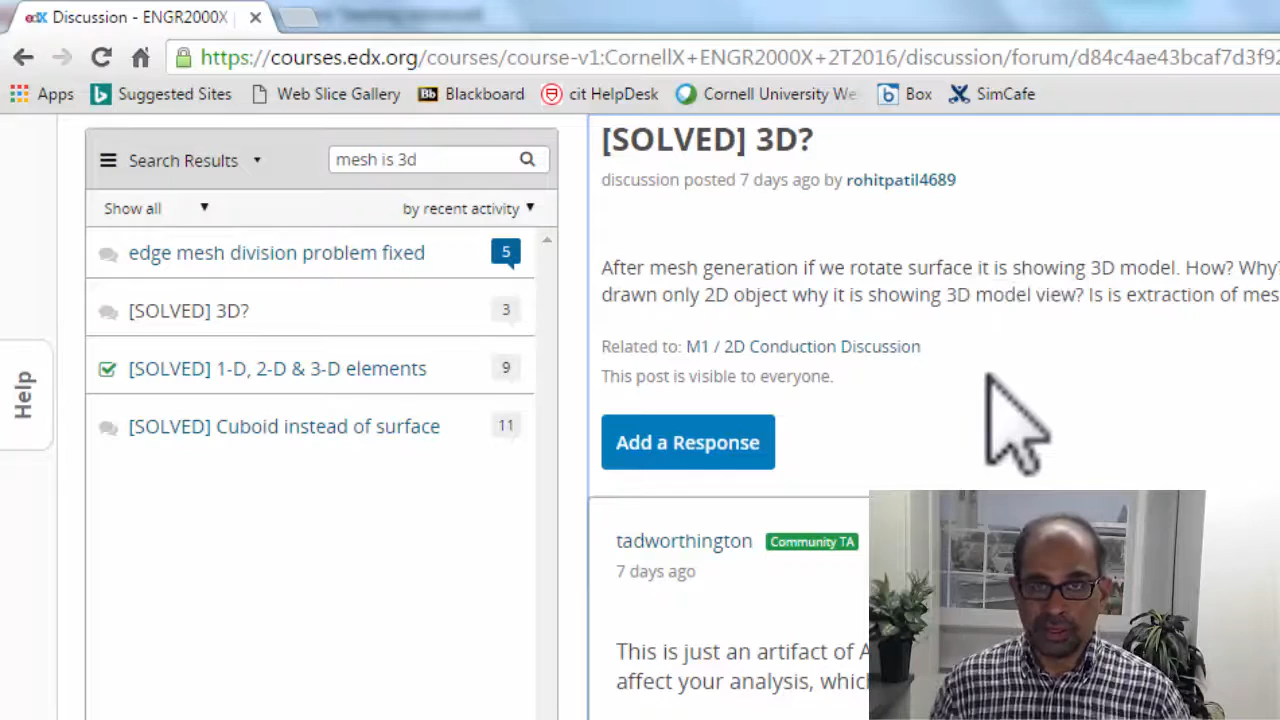 edX Discussion - ENGR2000X
https://courses.edx.org/courses/course-v1:CornellX+ENGR2000X+2T2016/discussion/forum/d84c4ae43bcaf7d3f92
Apps Suggested Sites Web Slice Gallery Bb Blackboard cit HelpDesk Cornell University We b Box SimCafe
Search Results mesh is 3d
Show all by recent activity
edge mesh division problem fixed 5
[SOLVED] 3D? 3
[SOLVED] 1-D, 2-D & 3-D elements 9
[SOLVED] Cuboid instead of surface 11
Help
[SOLVED] 3D?
discussion posted 7 days ago by rohitpatil4689
After mesh generation if we rotate surface it is showing 3D model. How? Why?
drawn only 2D object why it is showing 3D model view? Is is extraction of mes
Related to: M1 / 2D Conduction Discussion
This post is visible to everyone.
Add a Response
tadworthington Community TA
7 days ago
This is just an artifact of A
affect your analysis, which